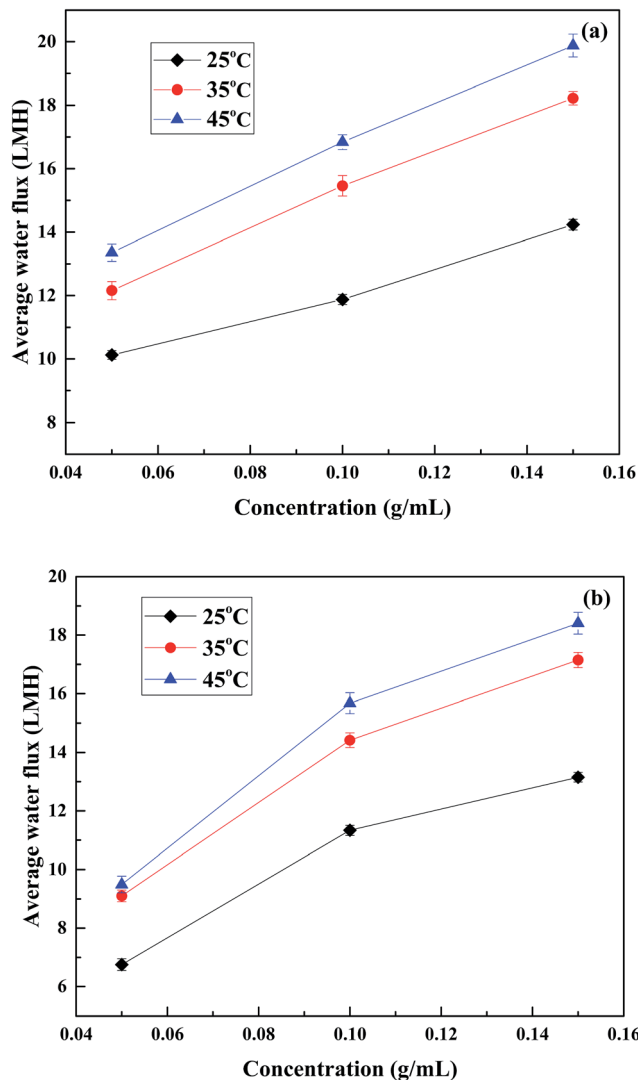 (a)
25°C
35°C
45°C
Average water flux (LMH)
20
18
16
14
12
10
8
0.04 0.06 0.08 0.10 0.12 0.14 0.16
Concentration (g/mL)
(b)
25°C
35°C
45°C
Average water flux (LMH)
20
18
16
14
12
10
8
6
0.04 0.06 0.08 0.10 0.12 0.14 0.16
Concentration (g/mL)